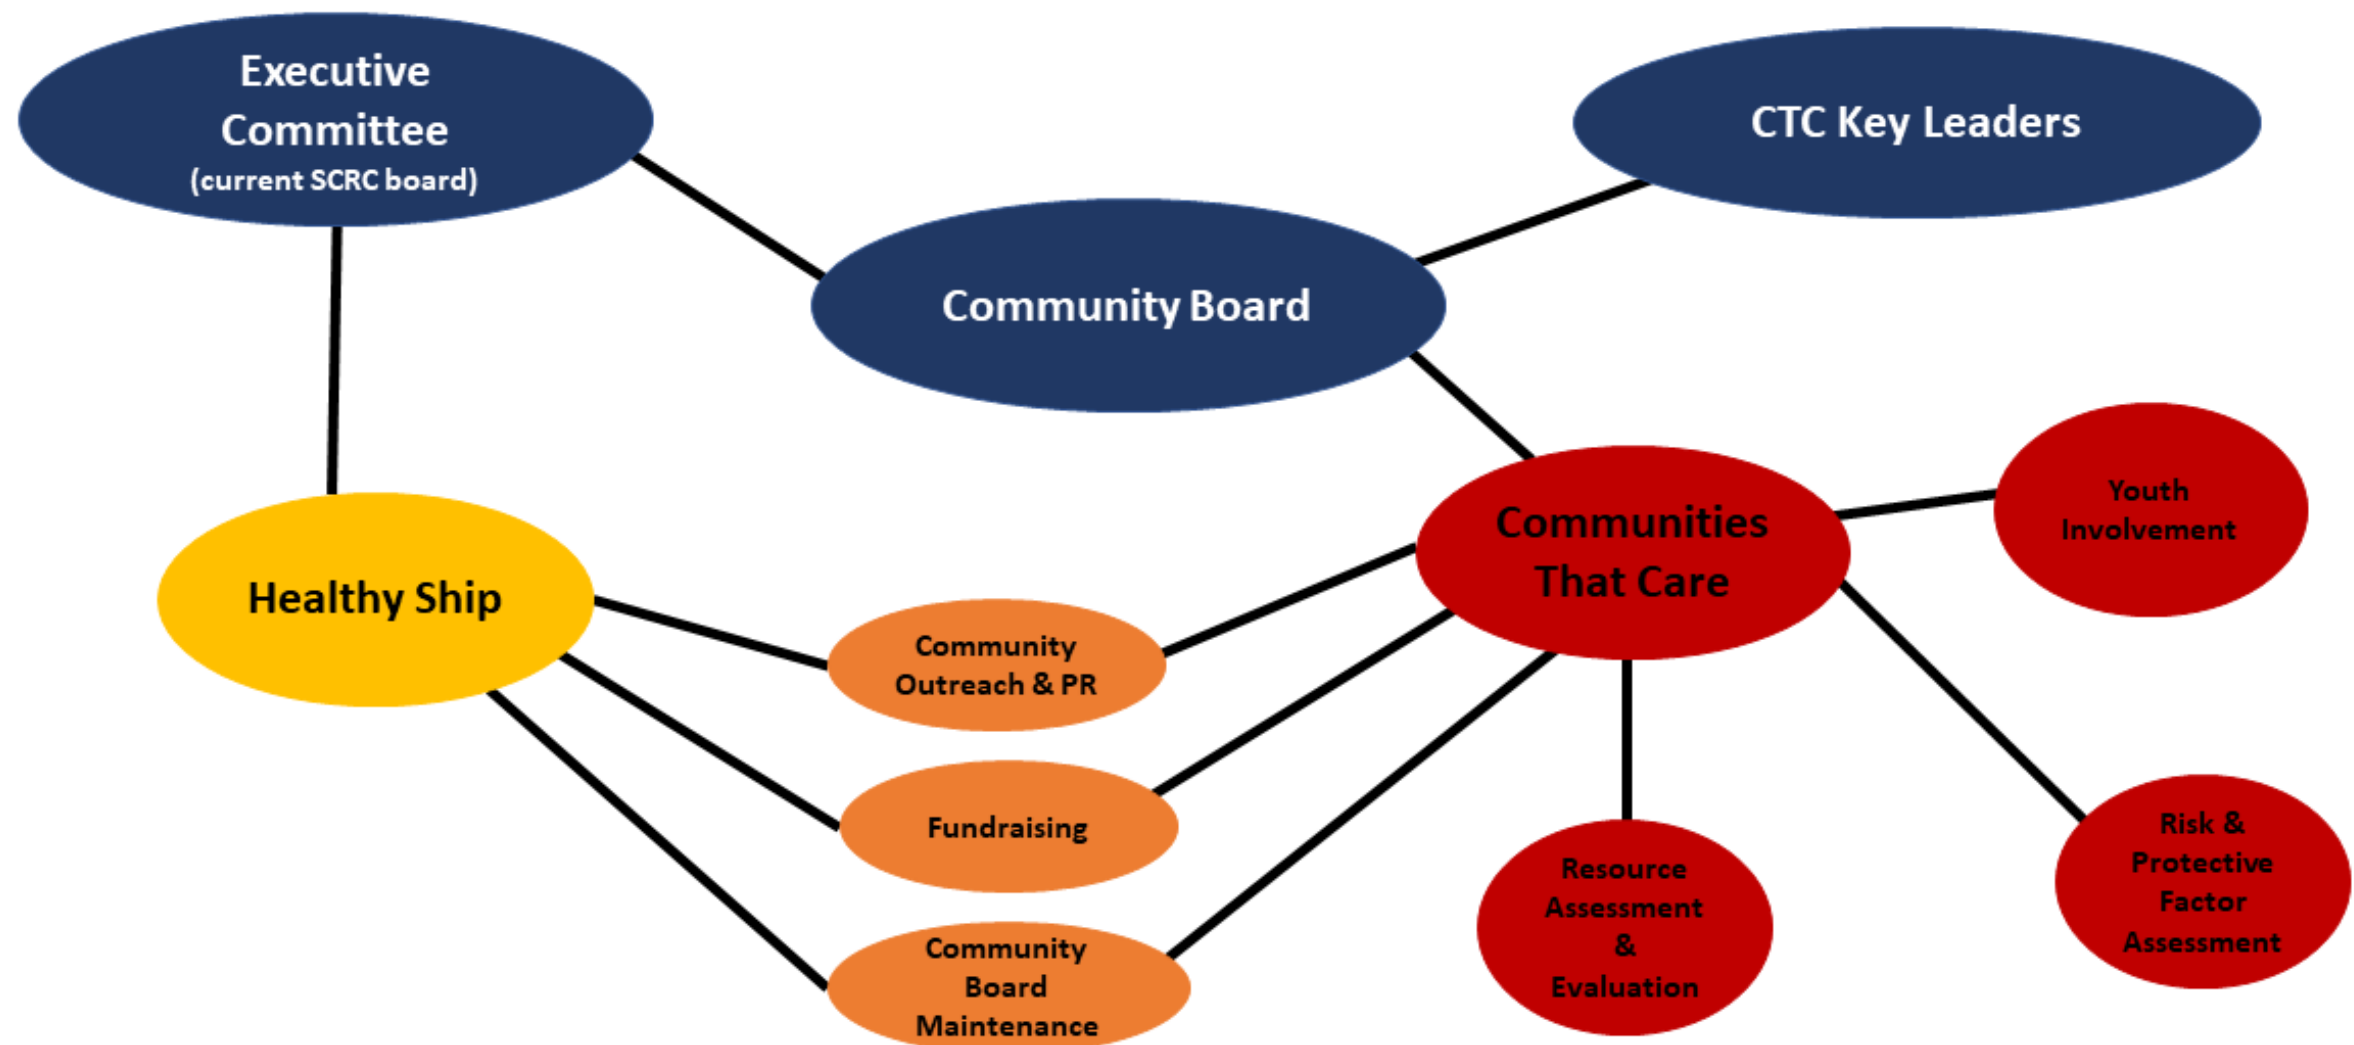 Executive
Committee
(current SCRC board)
CTC Key Leaders
Community Board
Communities
That Care
Youth
Involvement
Healthy Ship
Community
Outreach & PR
Fundraising
Community
Board
Maintenance
Resource
Assessment
&
Evaluation
Risk &
Protective
Factor
Assessment